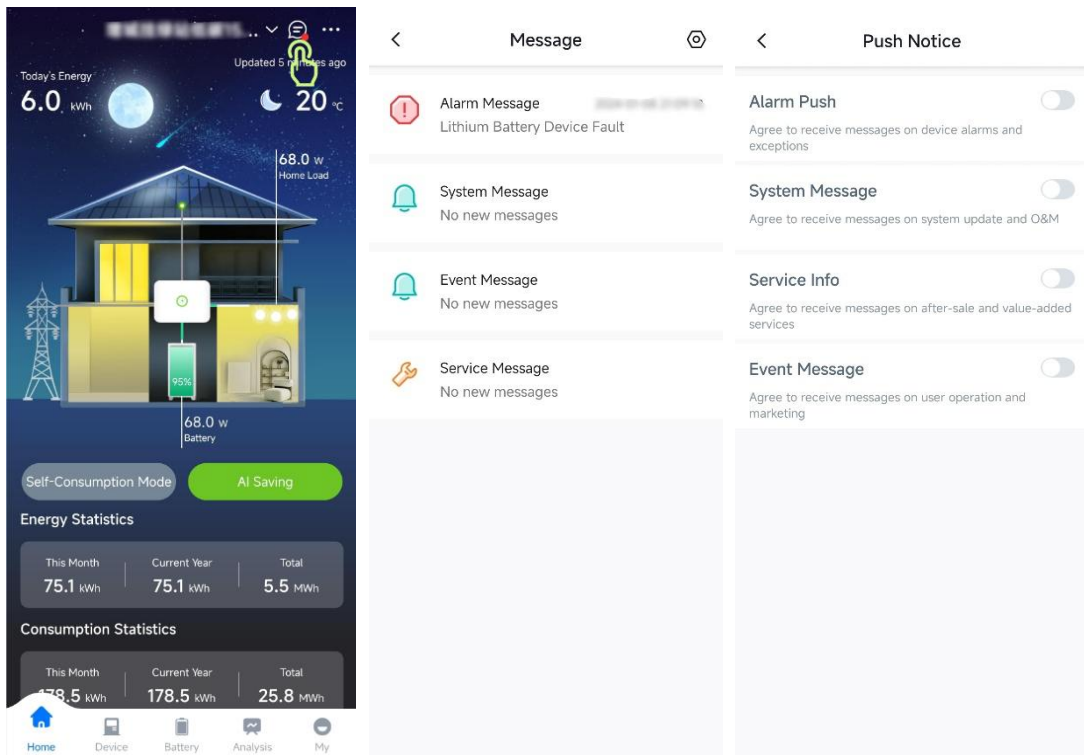 Updated 5 minutes ago
Today's Energy
6.0 kWh
20 °C
68.0 W
Home Load
95%
68.0 W
Battery
Self-Consumption Mode
AI Saving
Energy Statistics
This Month
Current Year
Total
75.1 kWh
75.1 kWh
5.5 MWh
Consumption Statistics
This Month
Current Year
Total
178.5 kWh
178.5 kWh
25.8 MWh
Home
Device
Battery
Analysis
My
Message
Alarm Message
Lithium Battery Device Fault
System Message
No new messages
Event Message
No new messages
Service Message
No new messages
Push Notice
Alarm Push
Agree to receive messages on device alarms and
exceptions
System Message
Agree to receive messages on system update and O&M
Service Info
Agree to receive messages on after-sale and value-added
services
Event Message
Agree to receive messages on user operation and
marketing